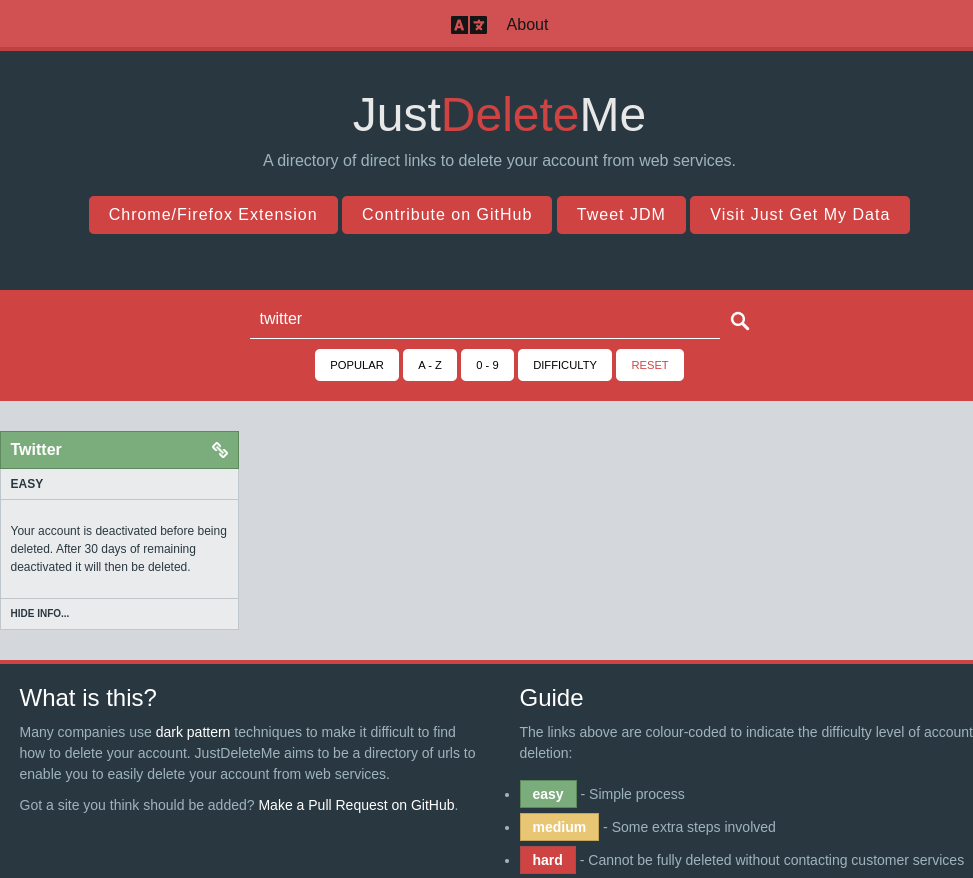 A 文 About
JustDeleteMe
A directory of direct links to delete your account from web services.
Chrome/Firefox Extension Contribute on GitHub Tweet JDM Visit Just Get My Data
twitter
POPULAR A - Z 0 - 9 DIFFICULTY RESET
Twitter
EASY
Your account is deactivated before being
deleted. After 30 days of remaining
deactivated it will then be deleted.
HIDE INFO...
What is this?
Many companies use dark pattern techniques to make it difficult to find
how to delete your account. JustDeleteMe aims to be a directory of urls to
enable you to easily delete your account from web services.
Got a site you think should be added? Make a Pull Request on GitHub.
Guide
The links above are colour-coded to indicate the difficulty level of account
deletion:
easy - Simple process
medium - Some extra steps involved
hard - Cannot be fully deleted without contacting customer services